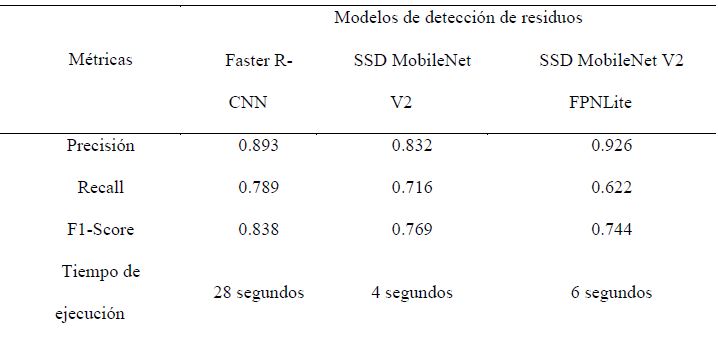 Modelos de detección de residuos
Métricas Faster R- SSD MobileNet SSD MobileNet V2
CNN V2 FPNLite
Precisión 0.893 0.832 0.926
Recall 0.789 0.716 0.622
F1-Score 0.838 0.769 0.744
Tiempo de
28 segundos 4 segundos 6 segundos
ejecución